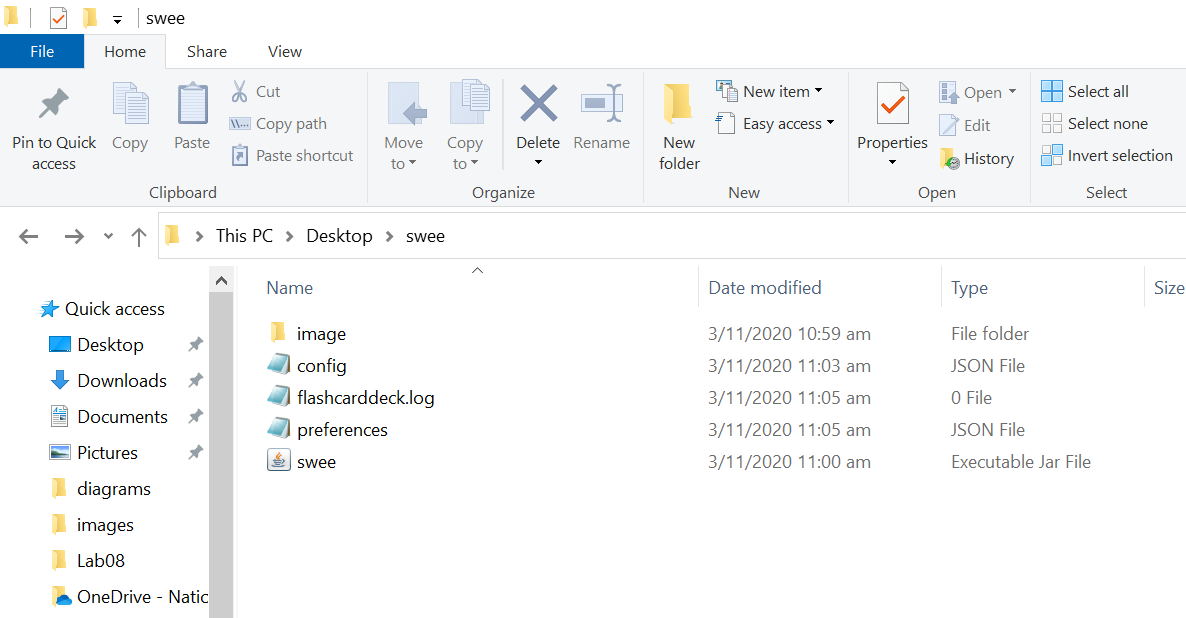 swee
File Home Share View
Pin to Quick access
Copy
Paste
Cut
Copy path
Paste shortcut
Clipboard
Move to
Copy to
Delete
Rename
Organize
New folder
New item
Easy access
New
Properties
Open
Edit
History
Open
Select all
Select none
Invert selection
Select
This PC > Desktop > swee
Quick access
Desktop
Downloads
Documents
Pictures
diagrams
images
Lab08
OneDrive - Natic
Name Date modified Type Size
image 3/11/2020 10:59 am File folder
config 3/11/2020 11:03 am JSON File
flashcarddeck.log 3/11/2020 11:05 am 0 File
preferences 3/11/2020 11:05 am JSON File
swee 3/11/2020 11:00 am Executable Jar File